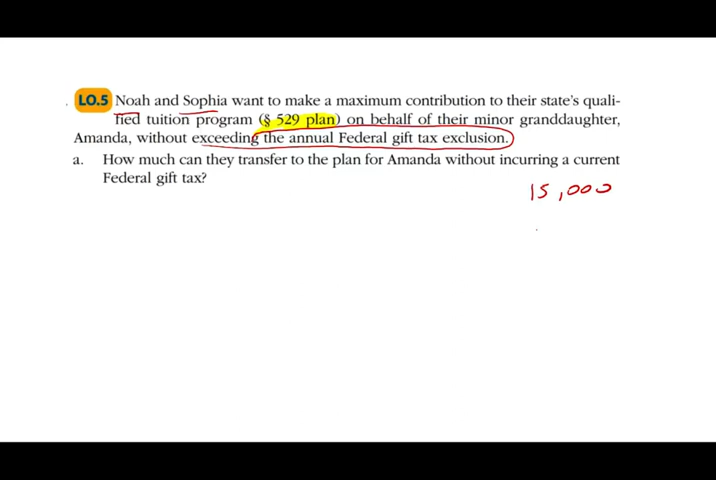 LO.5 Noah and Sophia want to make a maximum contribution to their state's quali-
fied tuition program (§ 529 plan) on behalf of their minor granddaughter,
Amanda, without exceeding the annual Federal gift tax exclusion.
a. How much can they transfer to the plan for Amanda without incurring a current
Federal gift tax?
15,000